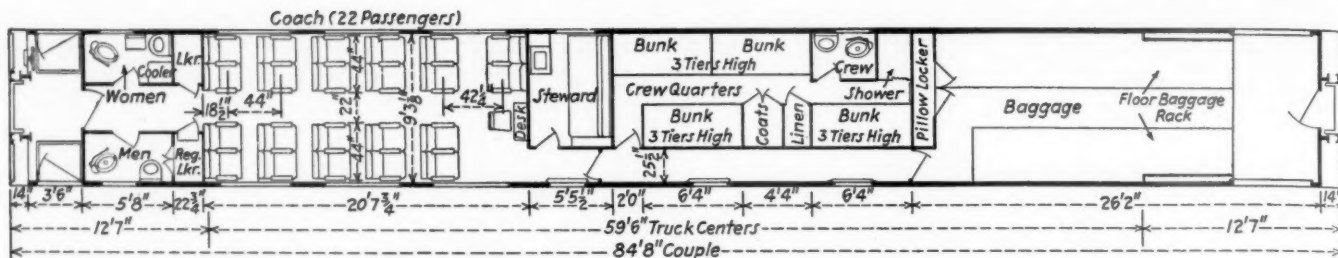 Coach (22 Passengers)
Women
Cooler
Lkr.
Men
Reg.
Lkr.
18½"
44"
44"
22"
44"
9'3⅛"
42¼"
Desk
Steward
Bunk
3 Tiers High
Bunk
Crew Quarters
Bunk
3 Tiers High
Coats
Linen
Bunk
3 Tiers High
Crew
Shower
25½"
Pillow Locker
Baggage
Floor Baggage
Rack
14"
3'6"
5'8"
22¾"
20'7¾"
5'5½"
2'0"
6'4"
4'4"
6'4"
26'2"
14"
12'7"
59'6" Truck Centers
12'7"
84'8" Couple